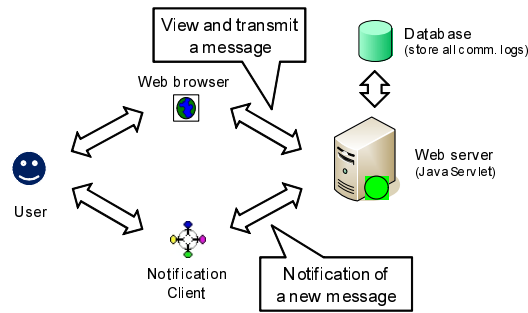 View and transmit
a message
Database
(store all comm. logs)
Web browser
Web server
(JavaServlet)
User
Notification
Client
Notification of
a new message